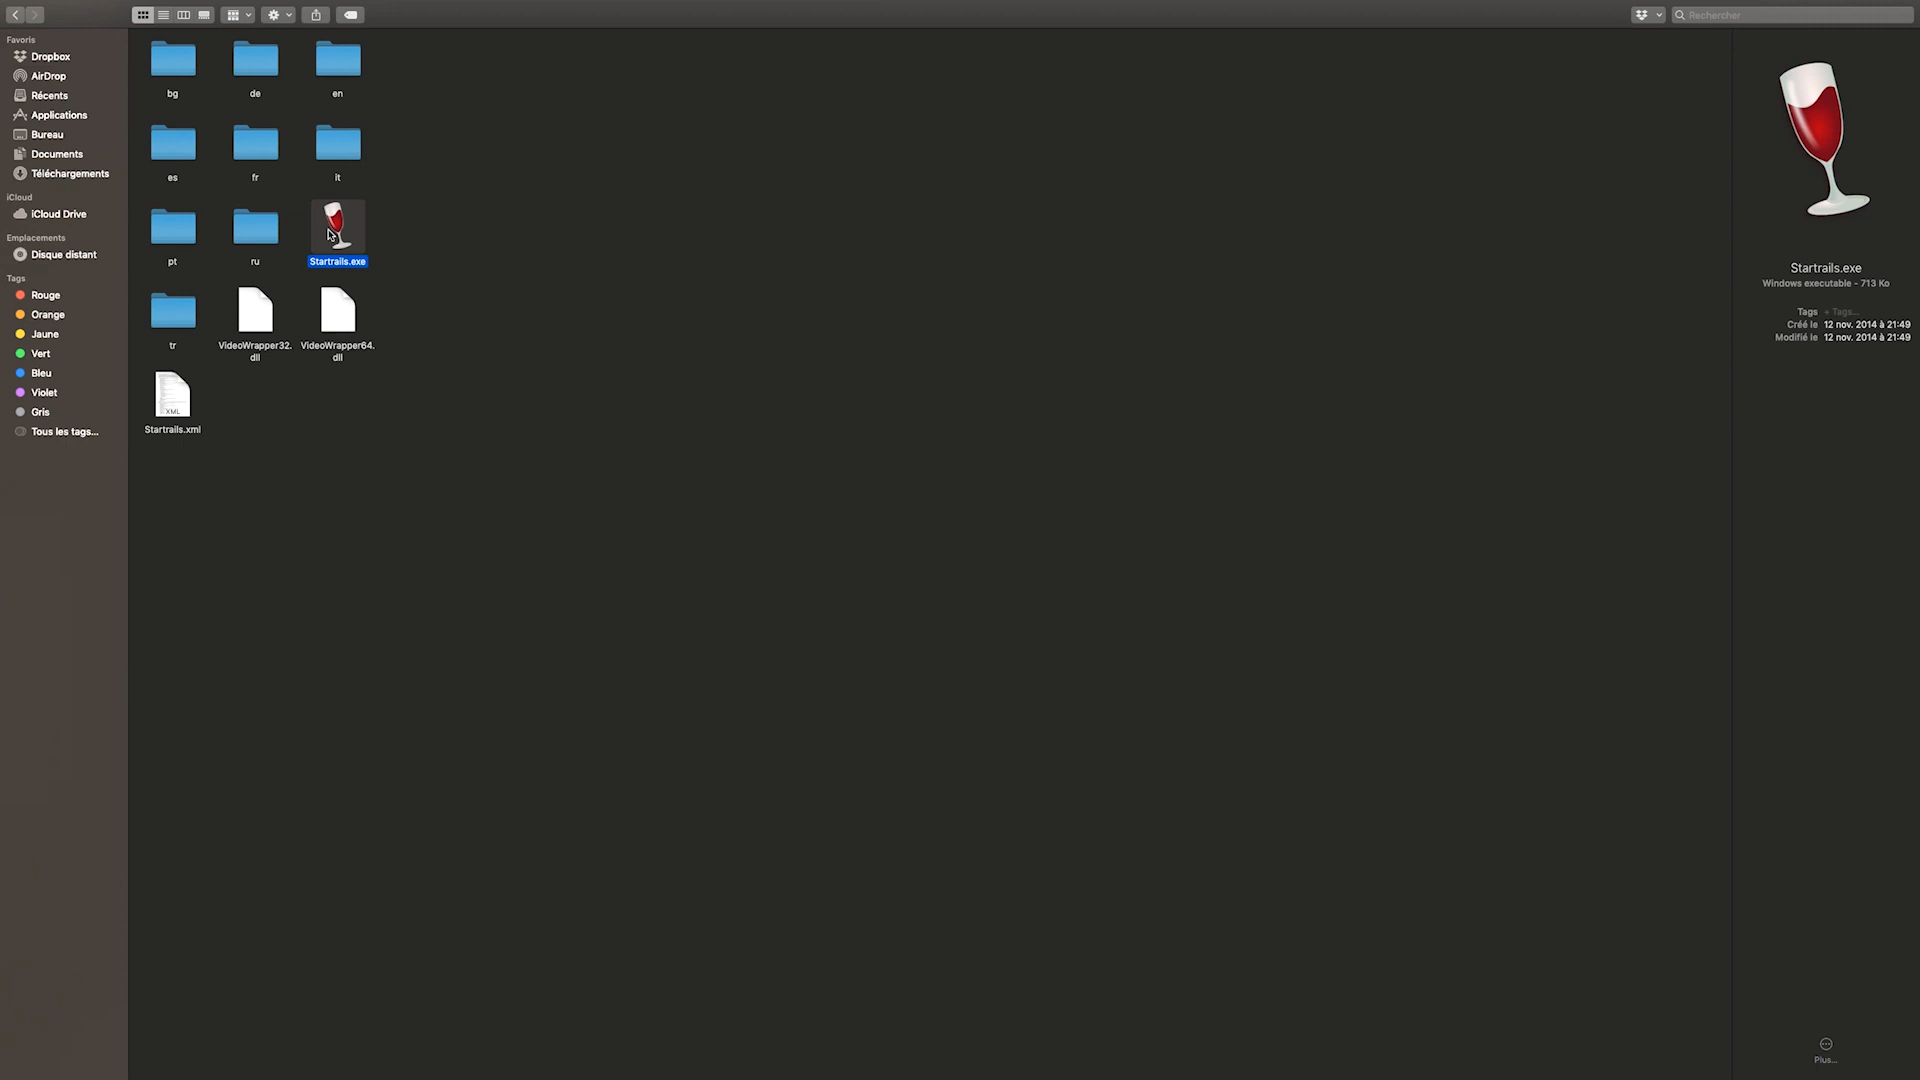 Rechercher
Favoris
Dropbox
AirDrop
Récents
Applications
Bureau
Documents
Téléchargements
iCloud
iCloud Drive
Emplacements
Disque distant
Tags
Rouge
Orange
Jaune
Vert
Bleu
Violet
Gris
Tous les tags...
bg
de
en
es
fr
it
pt
ru
Startrails.exe
tr
VideoWrapper32.
dll
VideoWrapper64.
dll
XML
Startrails.xml
Startrails.exe
Windows executable - 713 Ko
Tags + Tags...
Créé le 12 nov. 2014 à 21:49
Modifié le 12 nov. 2014 à 21:49
Plus...